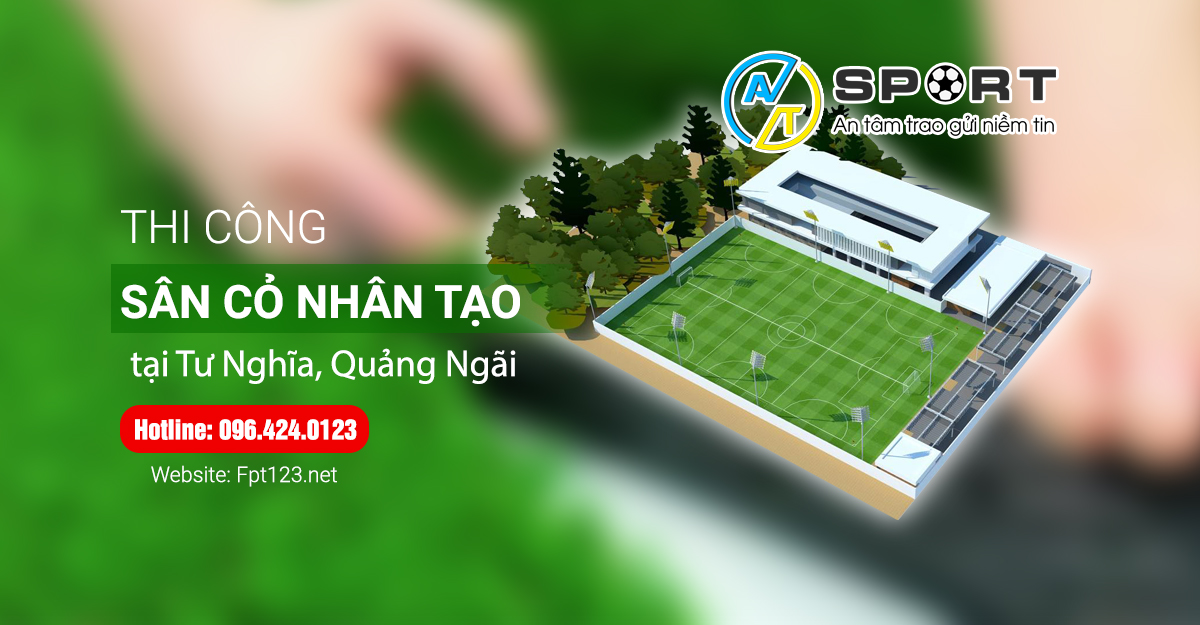 AVT SPORT
An tâm trao gửi niềm tin
THI CÔNG
SÂN CỎ NHÂN TẠO
tại Tư Nghĩa, Quảng Ngãi
Hotline: 096.424.0123
Website: Fpt123.net